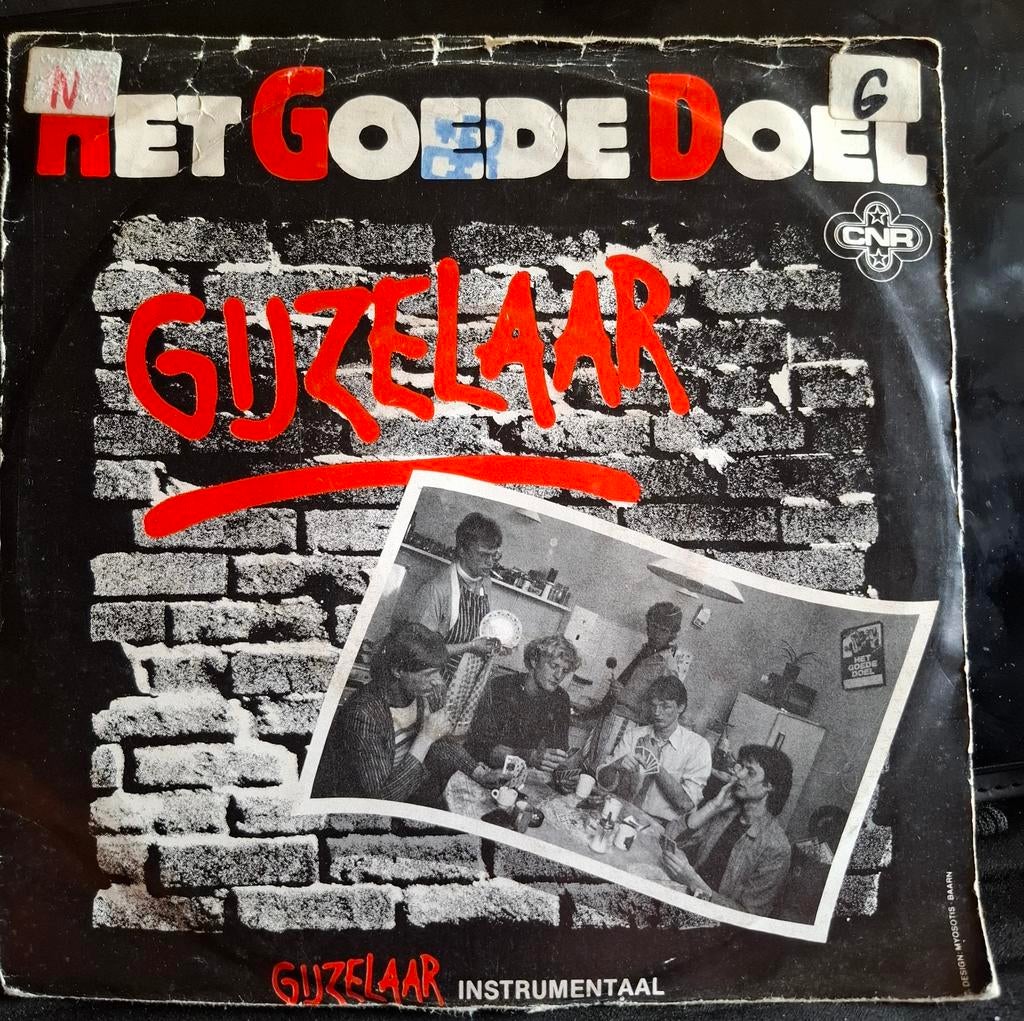 N
G
HET GOEDE DOEL
CNR
GIJZELAAR
HET
GOEDE
DOEL
GIJZELAAR INSTRUMENTAAL
DESIGN: MYOSOTIS - BAARN